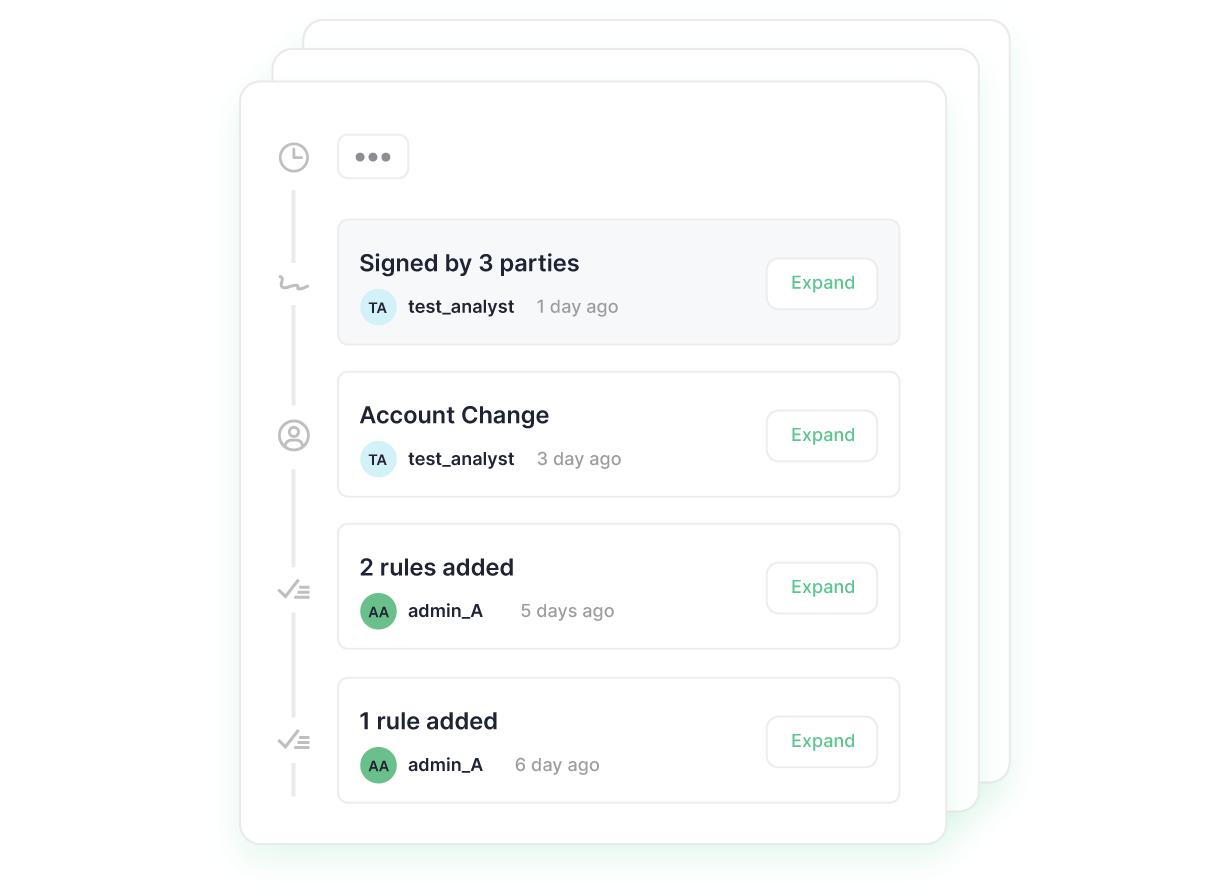 Signed by 3 parties
Expand
TA test_analyst 1 day ago
Account Change
Expand
TA test_analyst 3 day ago
2 rules added
Expand
AA admin_A 5 days ago
1 rule added
Expand
AA admin_A 6 day ago